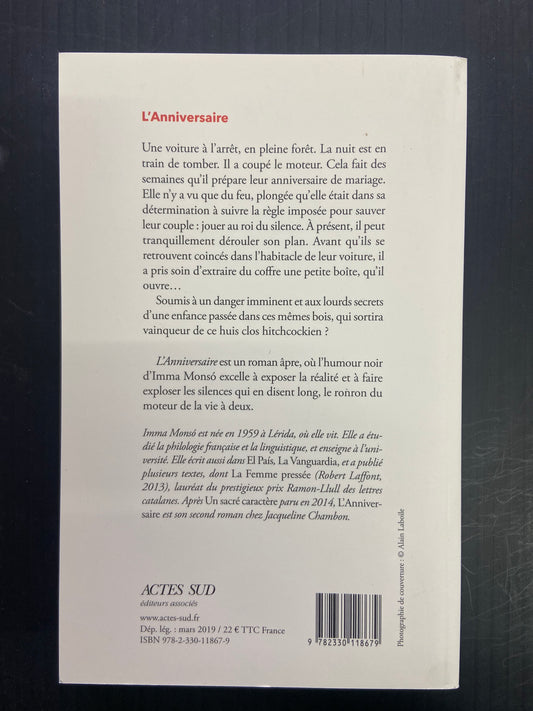 L'Anniversaire
Une voiture à l'arrêt, en pleine forêt. La nuit est en
train de tomber. Il a coupé le moteur. Cela fait des
semaines qu'il prépare leur anniversaire de mariage.
Elle n'y a vu que du feu, plongée qu'elle était dans sa
détermination à suivre la règle imposée pour sauver
leur couple : jouer au roi du silence. À présent, il peut
tranquillement dérouler son plan. Avant qu'ils se
retrouvent coincés dans l'habitacle de leur voiture, il
a pris soin d'extraire du coffre une petite boîte, qu'il
ouvre…
Soumis à un danger imminent et aux lourds secrets
d'une enfance passée dans ces mêmes bois, qui sortira
vainqueur de ce huis clos hitchcockien ?
L'Anniversaire est un roman âpre, où l'humour noir
d'Imma Monsó excelle à exposer la réalité et à faire
exploser les silences qui en disent long, le ronron du
moteur de la vie à deux.
Imma Monsó est née en 1959 à Lérida, où elle vit. Elle a étu-
dié la philologie française et la linguistique, et enseigne à l'uni-
versité. Elle écrit aussi dans El País, La Vanguardia, et a publié
plusieurs textes, dont La Femme pressée (Robert Laffont,
2013), lauréat du prestigieux prix Ramon-Llull des lettres
catalanes. Après Un sacré caractère paru en 2014, L'Anniver-
saire est son second roman chez Jacqueline Chambon.
ACTES SUD
éditeurs associés
www.actes-sud.fr
Dép. lég. : mars 2019 / 22 € TTC France
ISBN 978-2-330-11867-9
9 782330 118679
Photographie de couverture : © Alain Laboile